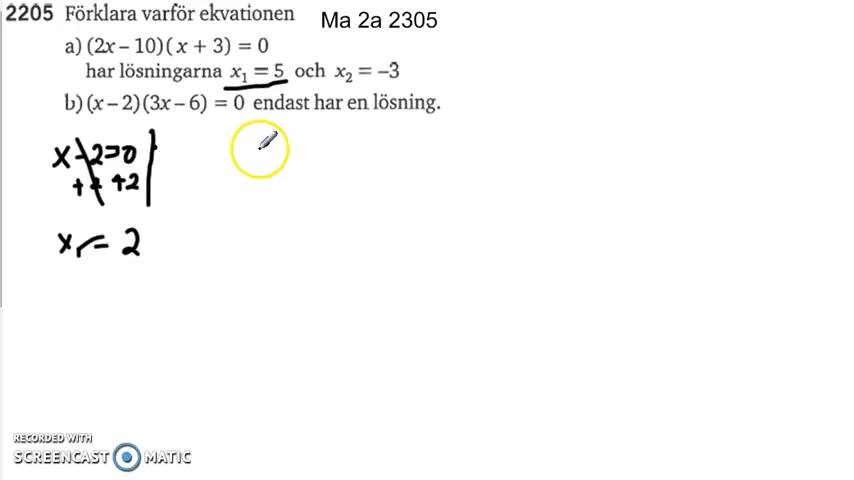 2205 Förklara varför ekvationen
Ma 2a 2305
a) (2x – 10)(x + 3) = 0
har lösningarna x₁ = 5 och x₂ = –3
b) (x – 2)(3x – 6) = 0 endast har en lösning.
x-2=0
+2 +2
x₁ = 2
RECORDED WITH
SCREENCAST MATIC